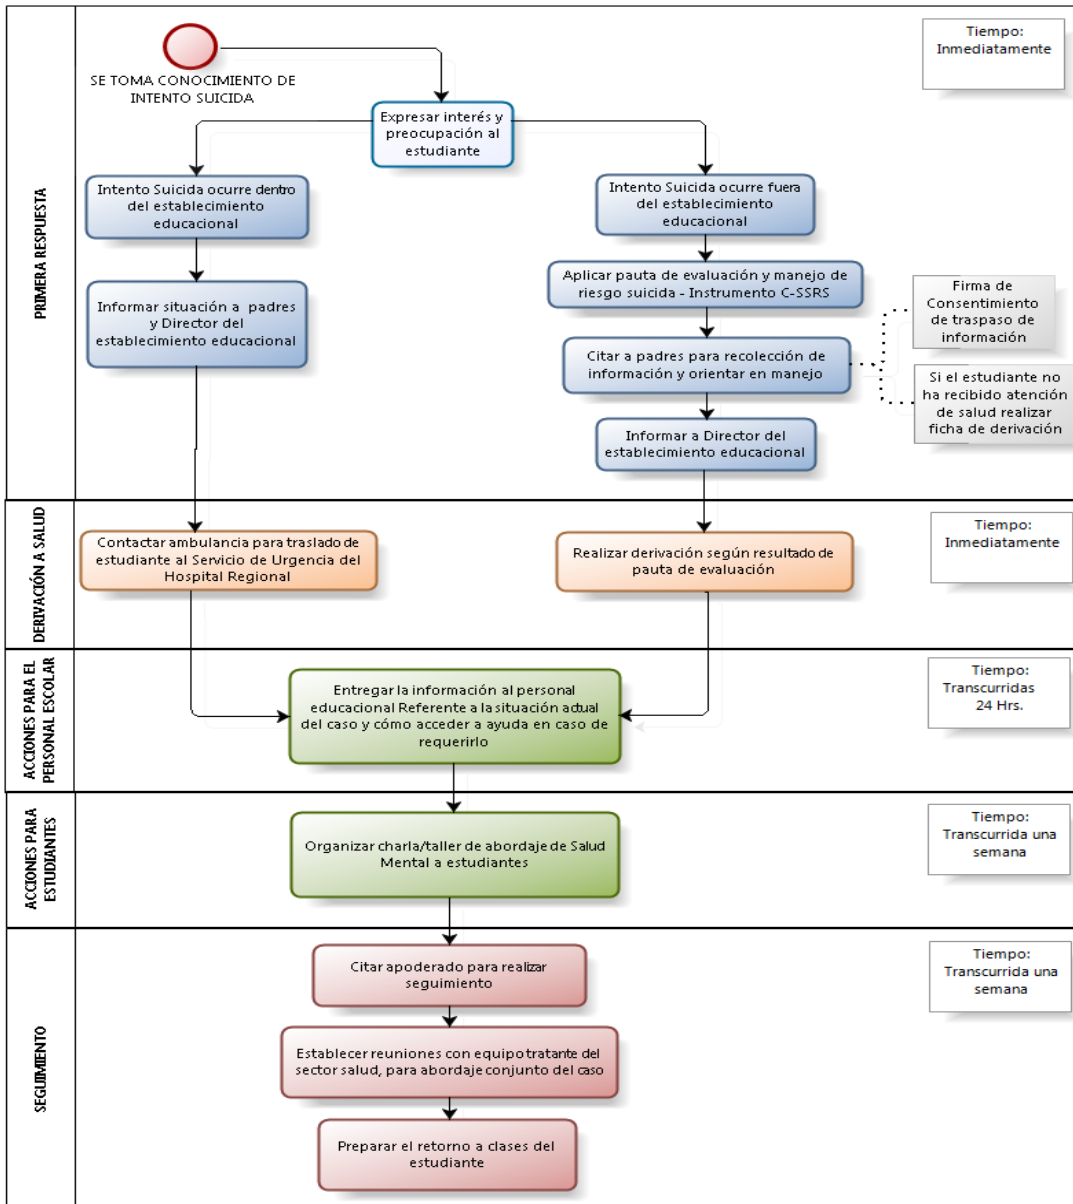 PRIMERA RESPUESTA
Tiempo:
Inmediatamente
SE TOMA CONOCIMIENTO DE
INTENTO SUICIDA
Expresar interés y
preocupación al
estudiante
Intento Suicida ocurre dentro
del establecimiento
educacional
Informar situación a padres
y Director del
establecimiento educacional
Intento Suicida ocurre fuera
del establecimiento
educacional
Aplicar pauta de evaluación y manejo de
riesgo suicida - Instrumento C-SSRS
Citar a padres para recolección de
información y orientar en manejo
Firma de
Consentimiento
de traspaso de
información
Si el estudiante no
ha recibido atención
de salud realizar
ficha de derivación
Informar a Director del
establecimiento educacional
DERIVACIÓN A SALUD
Tiempo:
Inmediatamente
Contactar ambulancia para traslado de
estudiante al Servicio de Urgencia del
Hospital Regional
Realizar derivación según resultado de
pauta de evaluación
ACCIONES PARA EL
PERSONAL ESCOLAR
Tiempo:
Transcurridas
24 Hrs.
Entregar la información al personal
educacional Referente a la situación actual
del caso y cómo acceder a ayuda en caso de
requerirlo
ACCIONES PARA
ESTUDIANTES
Tiempo:
Transcurrida una
semana
Organizar charla/taller de abordaje de Salud
Mental a estudiantes
SEGUIMIENTO
Tiempo:
Transcurrida una
semana
Citar apoderado para realizar
seguimiento
Establecer reuniones con equipo tratante del
sector salud, para abordaje conjunto del caso
Preparar el retorno a clases del
estudiante